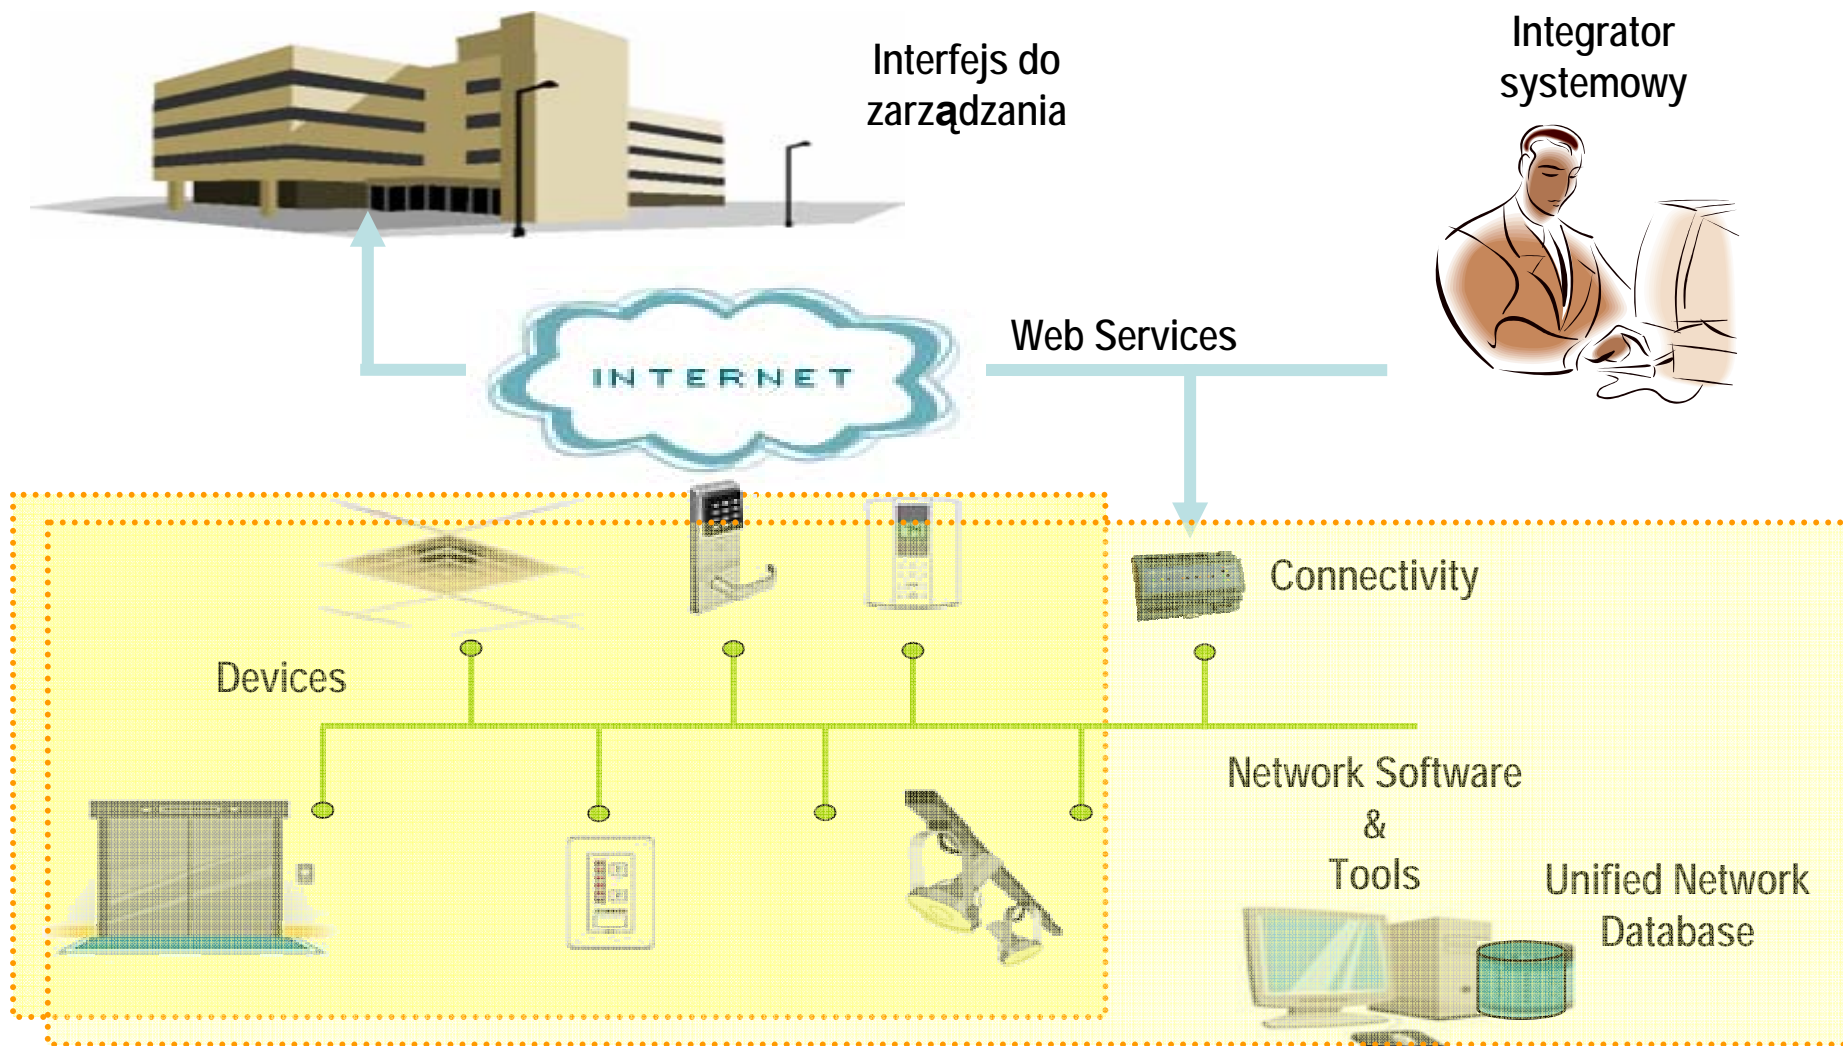 Interfejs do
zarządzania
Integrator
systemowy
Web Services
INTERNET
Connectivity
Devices
Network Software
&
Tools
Unified Network
Database